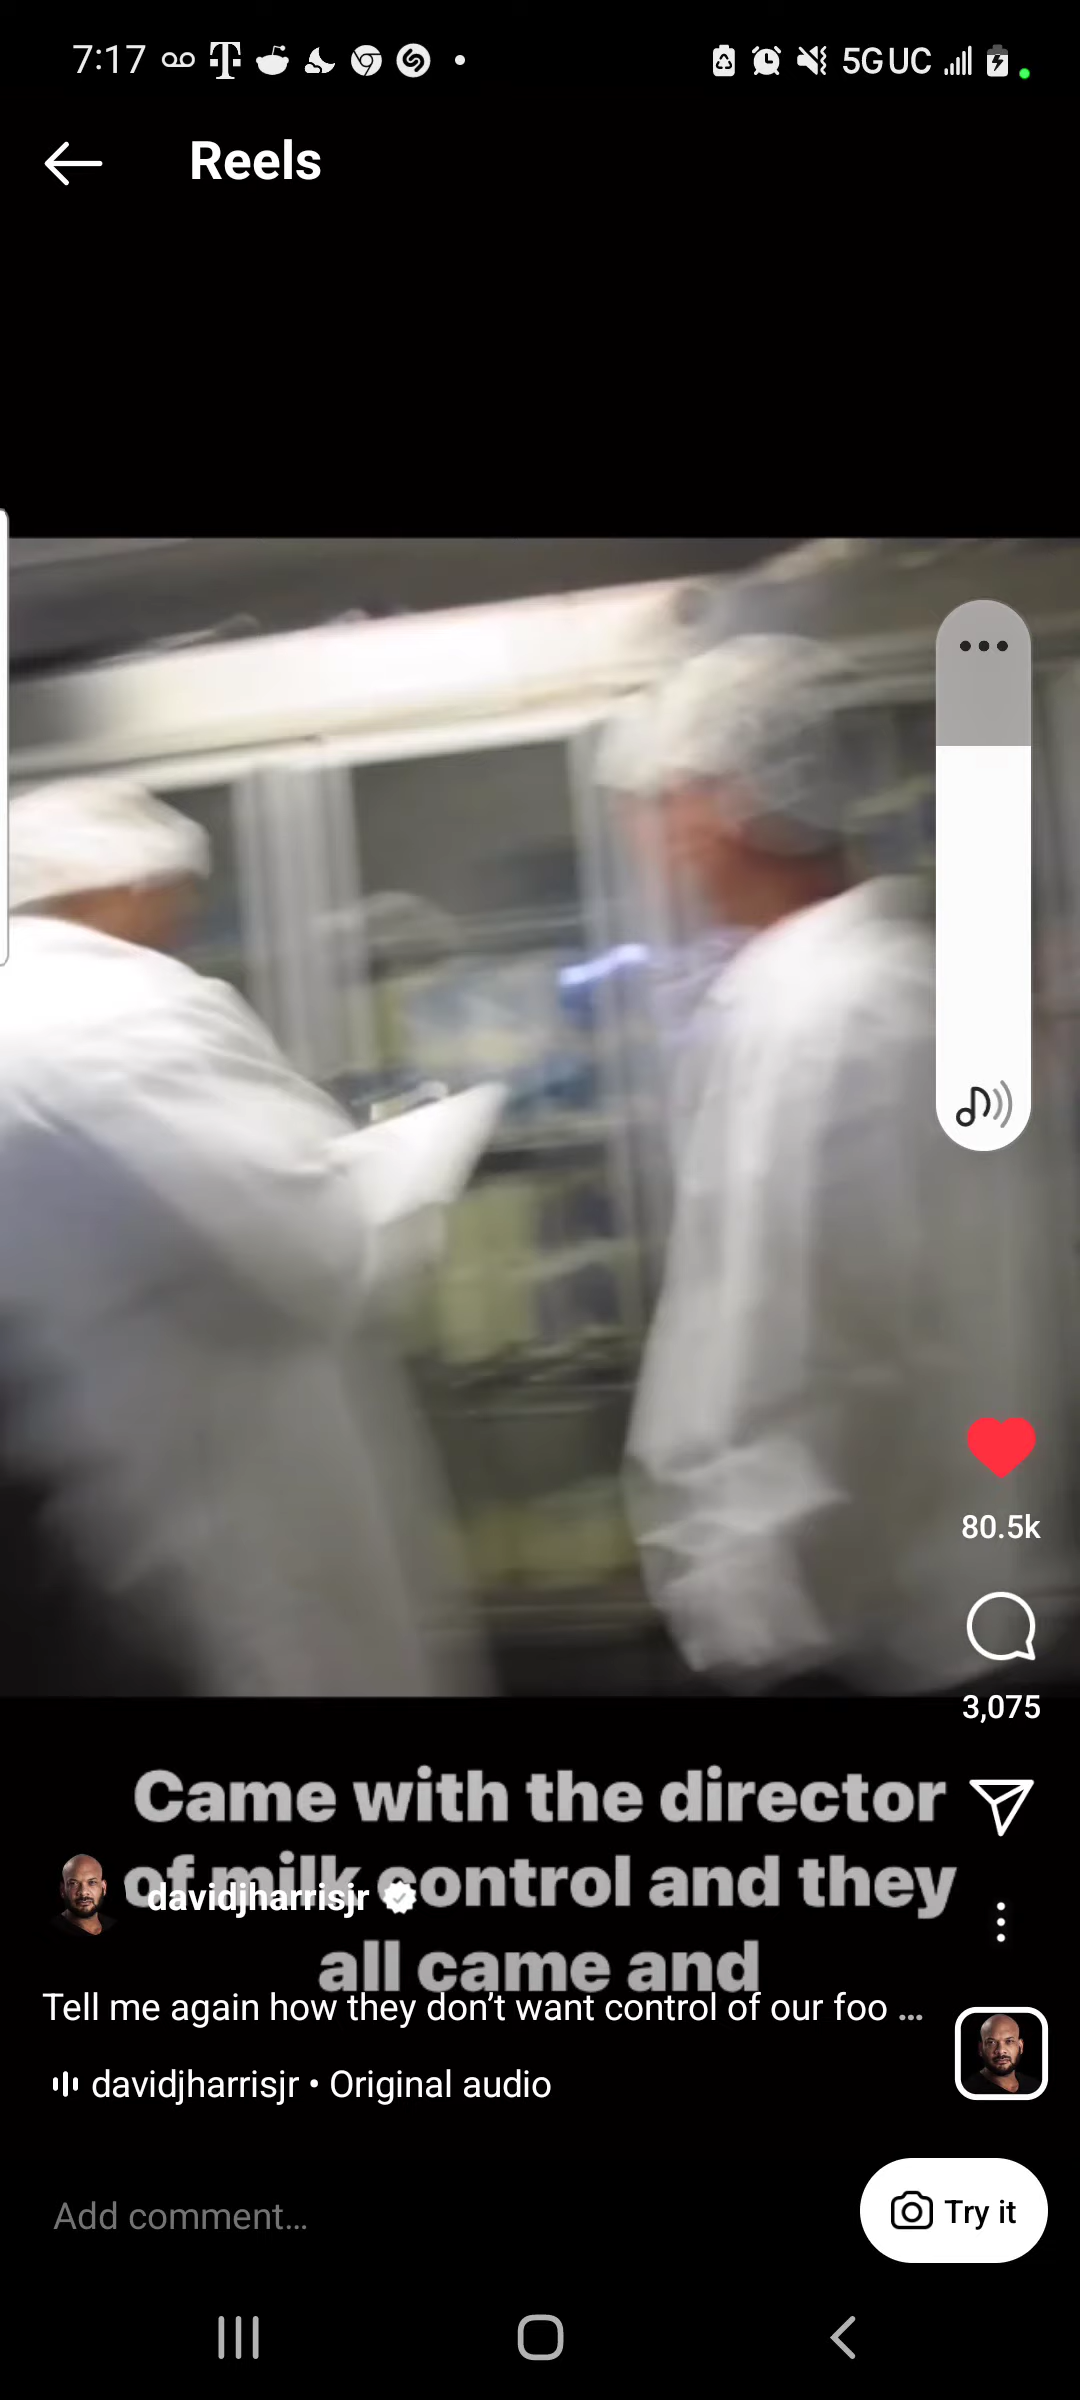 7:17
5G UC
Reels
80.5k
3,075
Came with the director
of milk control and they
all came and
davidjharrisjr
Tell me again how they don’t want control of our foo ...
davidjharrisjr • Original audio
Add comment...
Try it